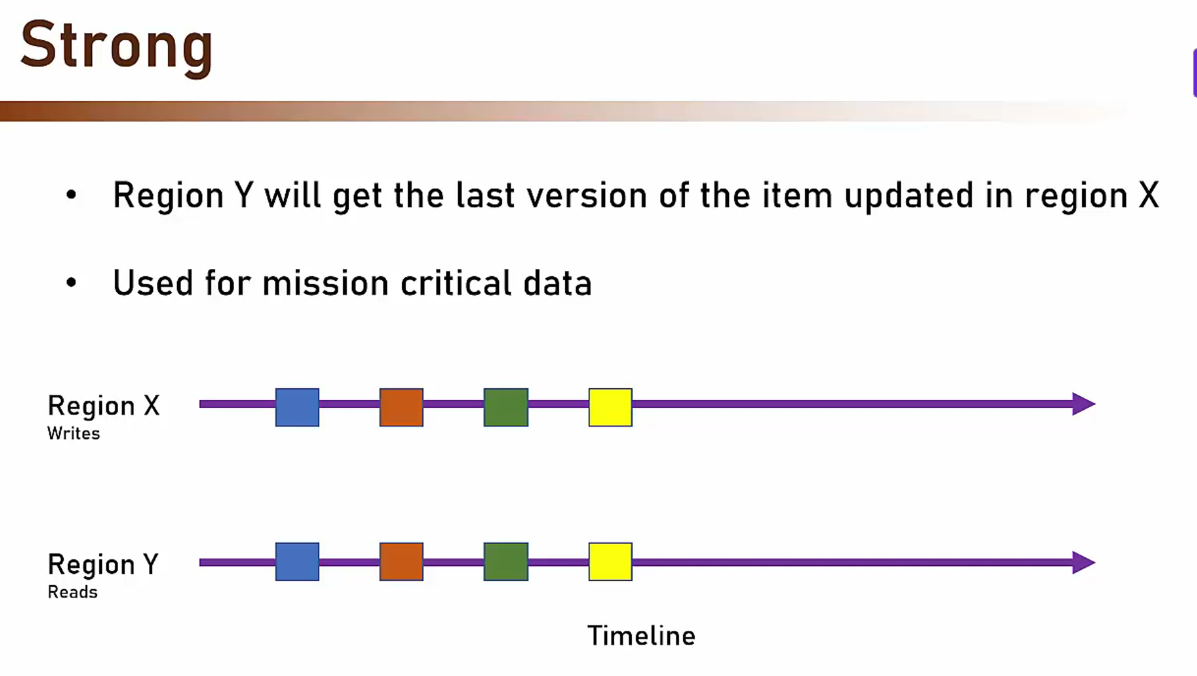 Strong
• Region Y will get the last version of the item updated in region X
• Used for mission critical data
Region X
Writes
Region Y
Reads
Timeline